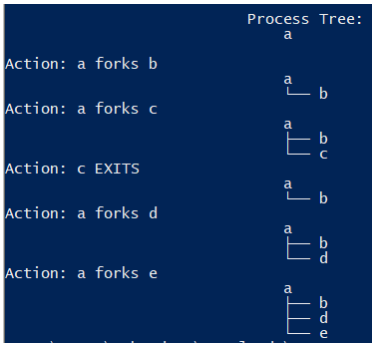 Process Tree:
a
Action: a forks b
a
└── b
Action: a forks c
a
├── b
└── c
Action: c EXITS
a
└── b
Action: a forks d
a
├── b
└── d
Action: a forks e
a
├── b
├── d
└── e